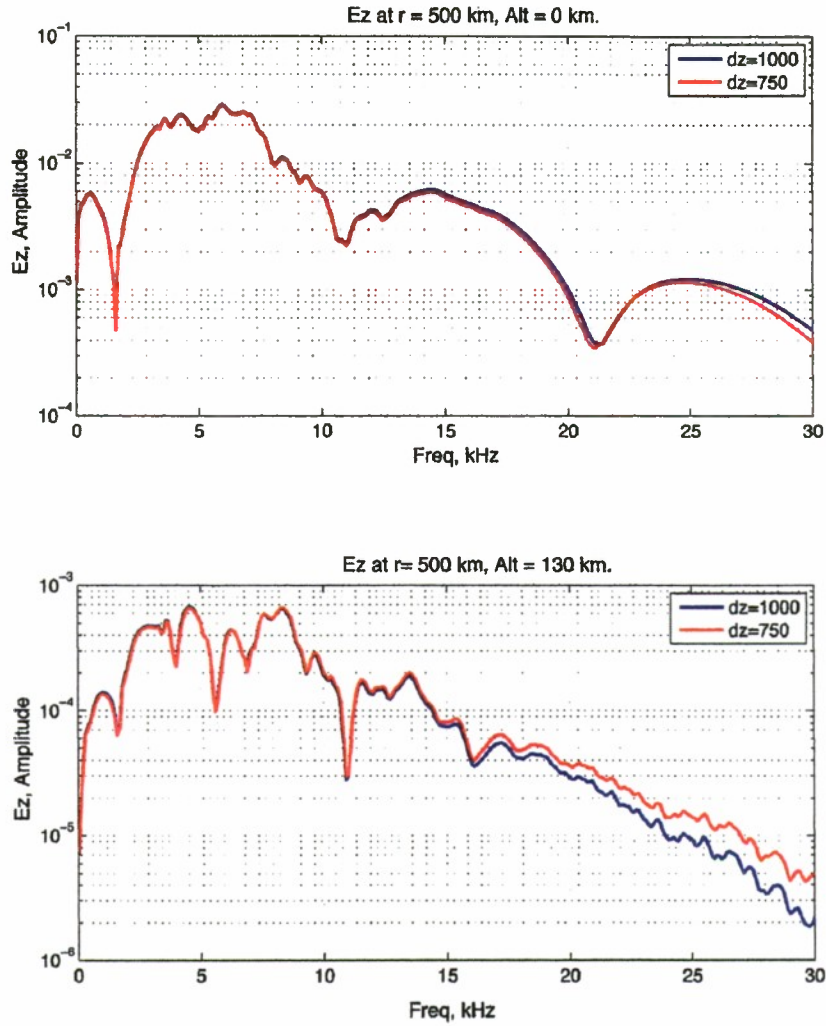 Ez at r = 500 km, Alt = 0 km.
10⁻¹
10⁻²
10⁻³
10⁻⁴
Ez, Amplitude
dz=1000
dz=750
0 5 10 15 20 25 30
Freq, kHz
Ez at r= 500 km, Alt = 130 km.
10⁻³
10⁻⁴
10⁻⁵
10⁻⁶
Ez, Amplitude
dz=1000
dz=750
0 5 10 15 20 25 30
Freq, kHz